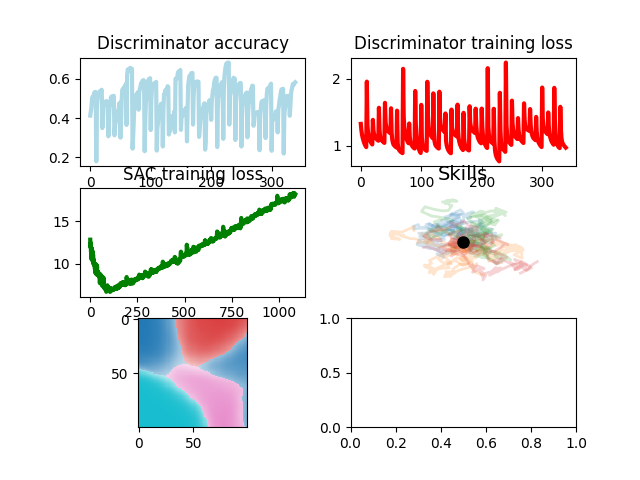 Discriminator accuracy
0.6
0.4
0.2
0 100 200 300
Discriminator training loss
2
1
0 100 200 300
SAC training loss
15
10
0 250 500 750 1000
Skills
0
50
0 50
1.0
0.5
0.0
0.0 0.2 0.4 0.6 0.8 1.0